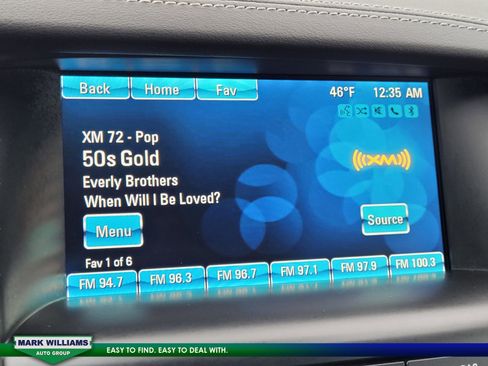 Back Home Fav 46°F 12:35 AM
XM 72 - Pop
50s Gold
((XM))
Everly Brothers
When Will I Be Loved?
Menu Source
Fav 1 of 6
FM 94.7 FM 96.3 FM 96.7 FM 97.1 FM 97.9 FM 100.3
MARK WILLIAMS
AUTO GROUP
EASY TO FIND. EASY TO DEAL WITH.